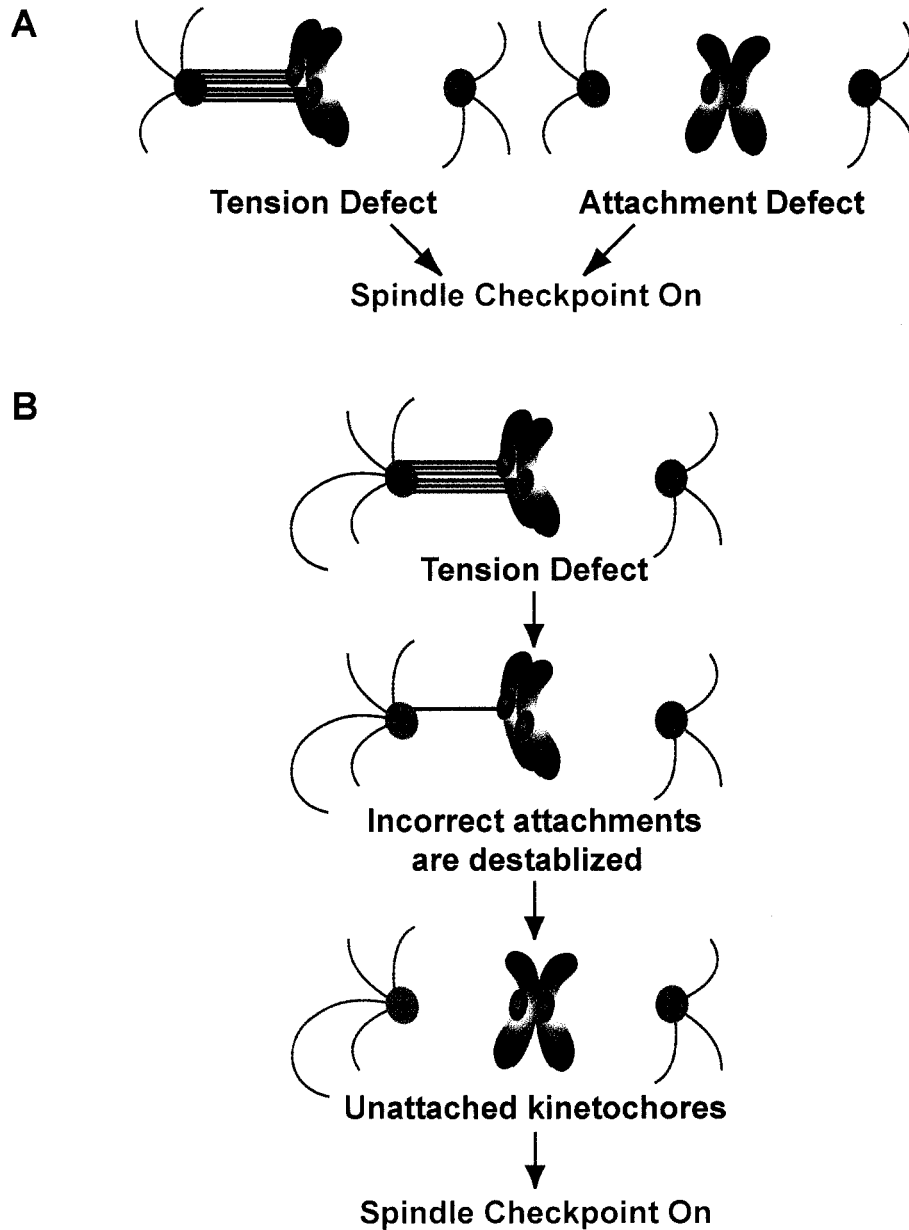 A
Tension Defect Attachment Defect
Spindle Checkpoint On
B
Tension Defect
Incorrect attachments
are destablized
Unattached kinetochores
Spindle Checkpoint On